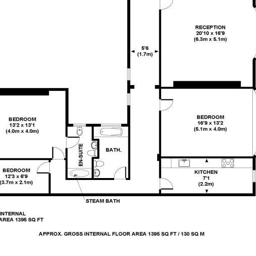 RECEPTION
20'10 x 16'9
(6.3m x 5.1m)
5'6
(1.7m)
BEDROOM
13'2 x 13'1
(4.0m x 4.0m)
BEDROOM
16'9 x 13'2
(5.1m x 4.0m)
EN-SUITE
BATH.
BEDROOM
12'3 x 6'9
(3.7m x 2.1m)
KITCHEN
7'1
(2.2m)
STEAM BATH
INTERNAL
AREA 1395 SQ FT
APPROX. GROSS INTERNAL FLOOR AREA 1395 SQ FT / 130 SQ M